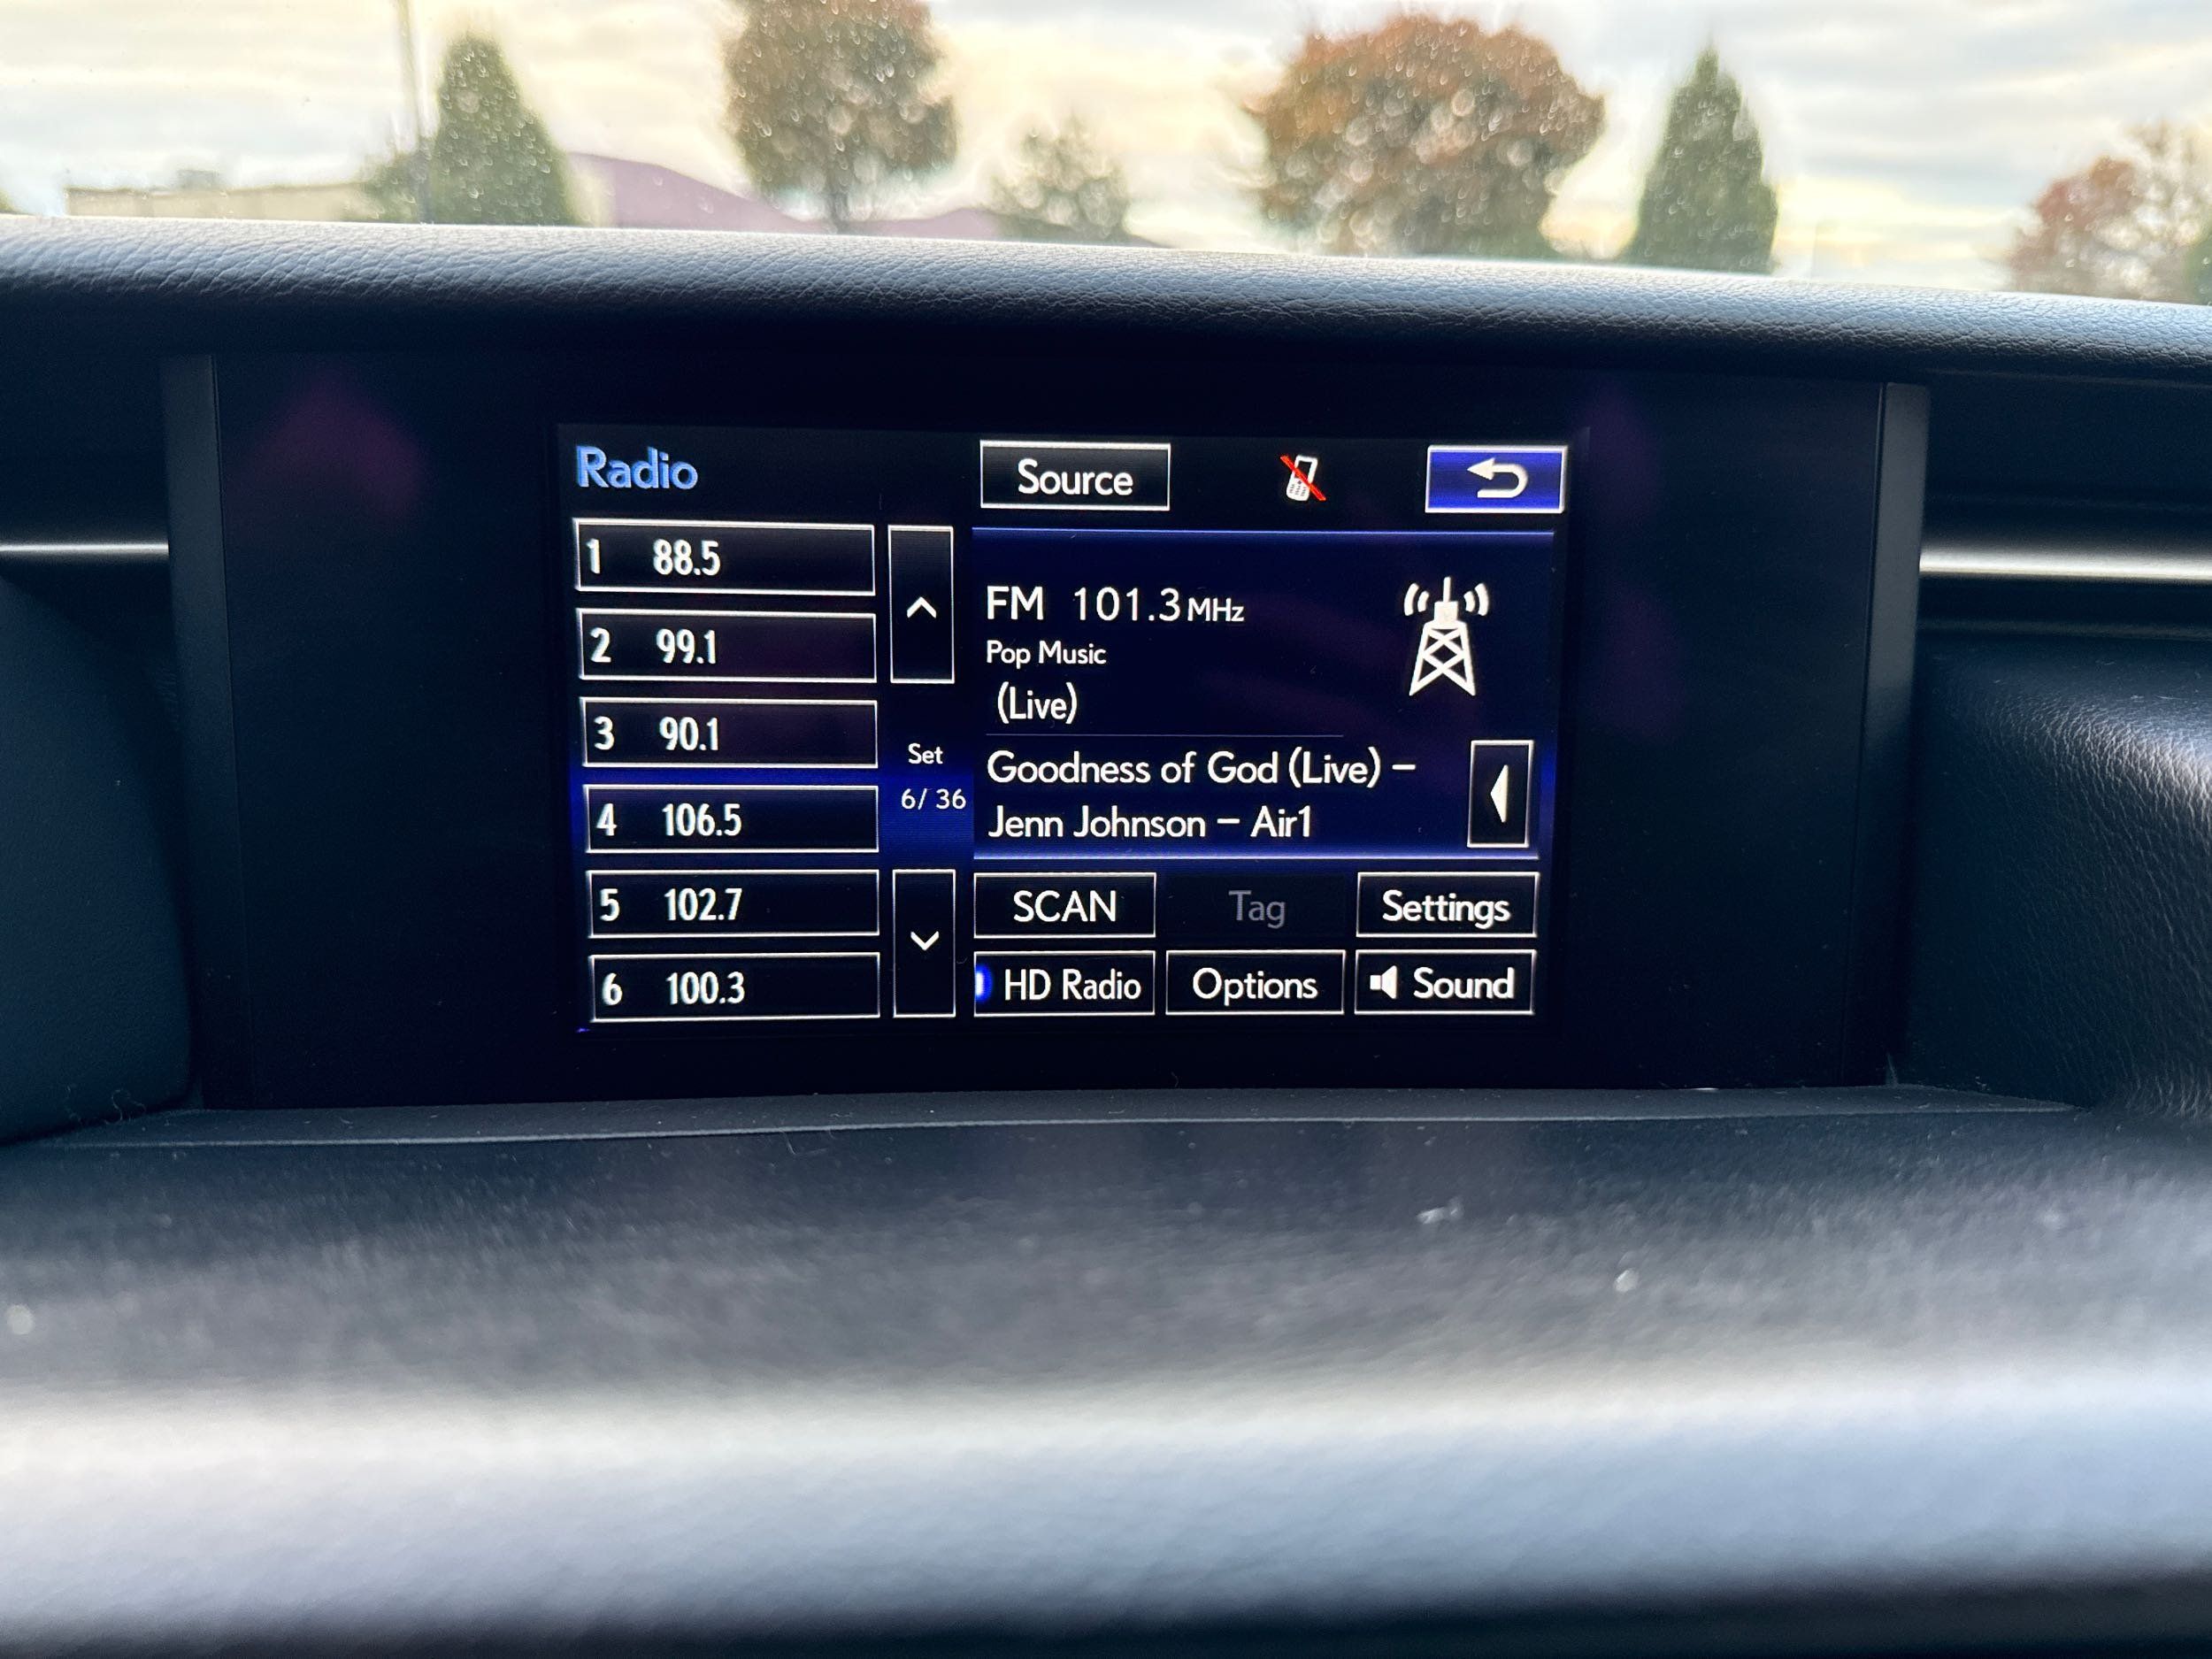 Radio
Source
1 88.5
2 99.1
3 90.1
4 106.5
5 102.7
6 100.3
Set
6/ 36
FM 101.3 MHz
Pop Music
(Live)
Goodness of God (Live) –
Jenn Johnson – Air1
SCAN
Tag
Settings
HD Radio
Options
Sound